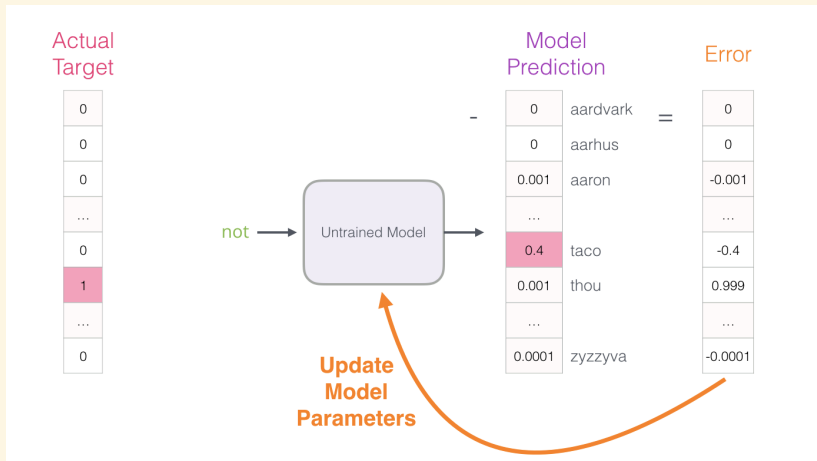 Actual
Target
Model
Prediction
Error
0 - 0 aardvark = 0
0 0 aarhus 0
0 0.001 aaron -0.001
... ... ...
not Untrained Model
0 0.4 taco -0.4
1 0.001 thou 0.999
... ... ...
0 0.0001 zyzzyva -0.0001
Update
Model
Parameters